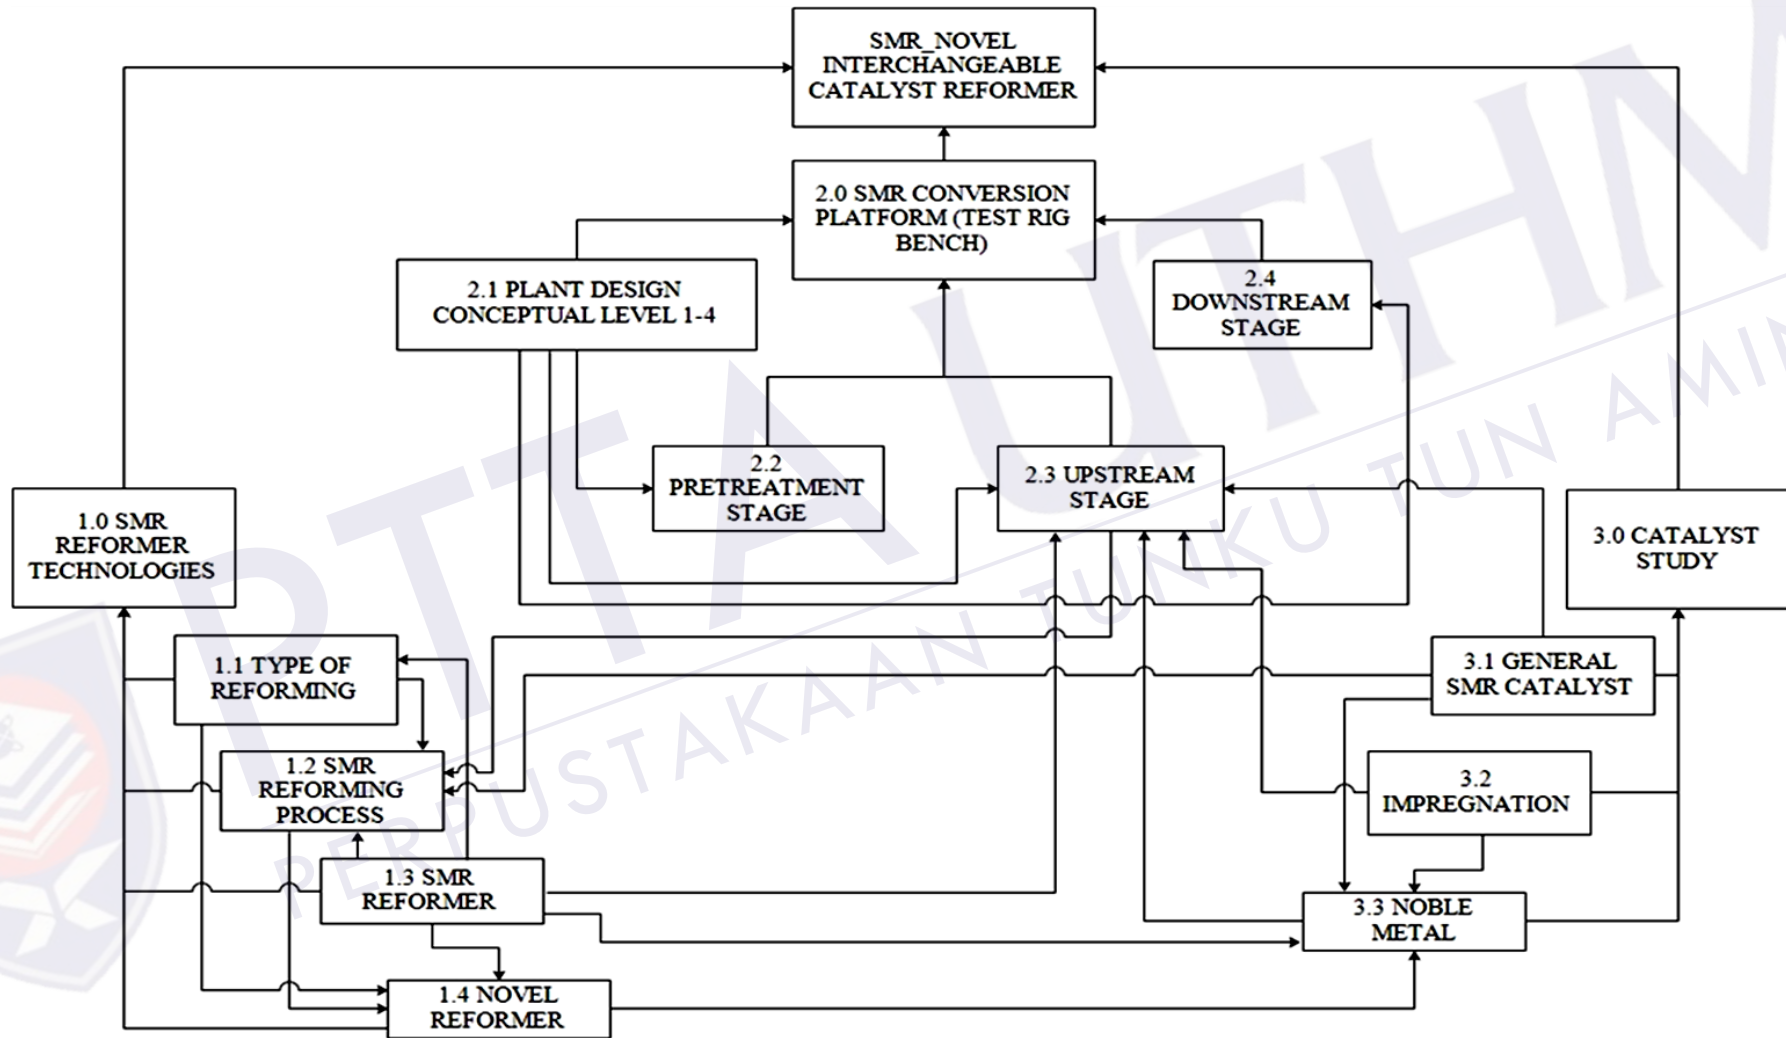 SMR_NOVEL
INTERCHANGEABLE
CATALYST REFORMER
2.0 SMR CONVERSION
PLATFORM (TEST RIG
BENCH)
2.1 PLANT DESIGN
CONCEPTUAL LEVEL 1-4
2.4
DOWNSTREAM
STAGE
2.2
PRETREATMENT
STAGE
2.3 UPSTREAM
STAGE
1.0 SMR
REFORMER
TECHNOLOGIES
3.0 CATALYST
STUDY
1.1 TYPE OF
REFORMING
3.1 GENERAL
SMR CATALYST
1.2 SMR
REFORMING
PROCESS
3.2
IMPREGNATION
1.3 SMR
REFORMER
3.3 NOBLE
METAL
1.4 NOVEL
REFORMER
PTTA UTHM
PERPUSTAKAAN TUNKU TUN AMIN